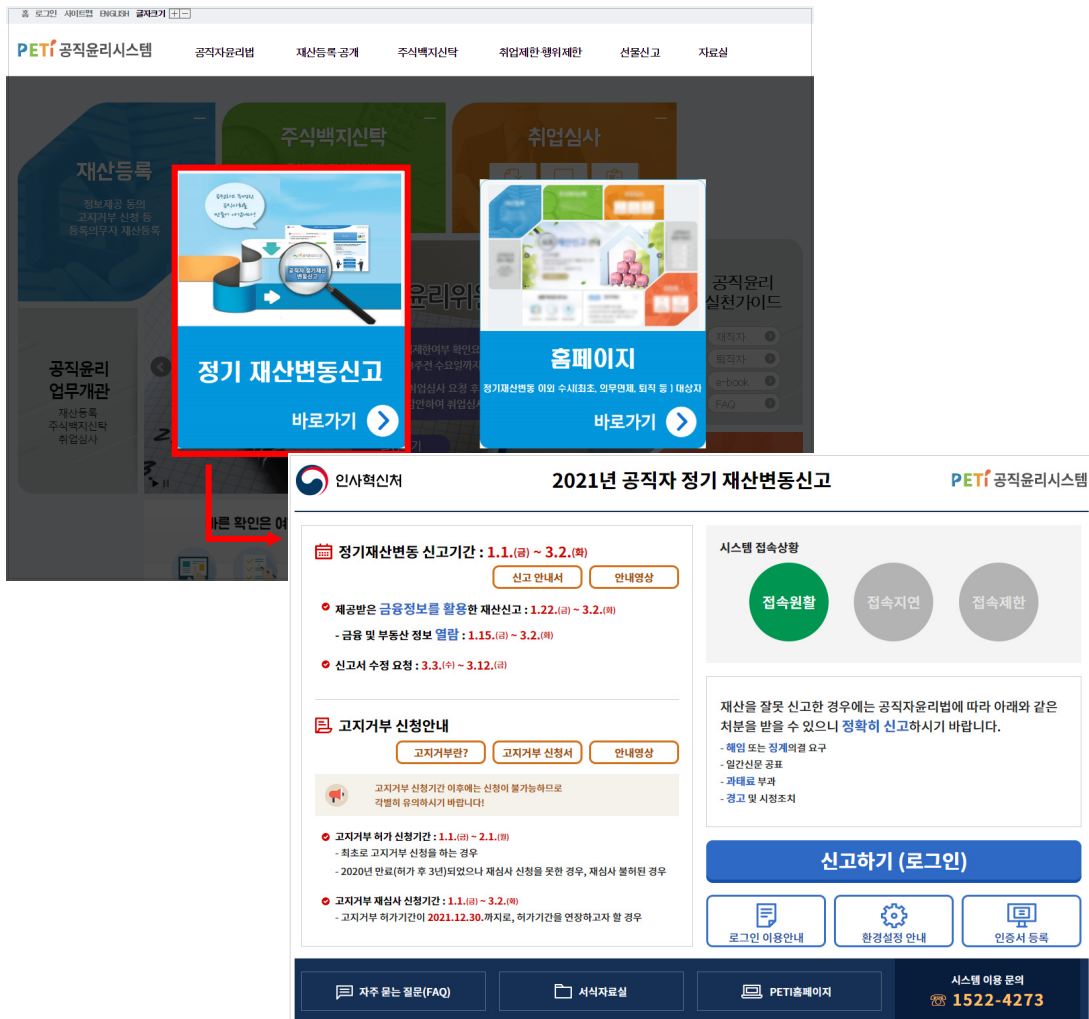 홈 로그인 사이트맵 ENGLISH 글자크기 + −
PETI 공직윤리시스템
공직자윤리법 재산등록·공개 주식백지신탁 취업제한·행위제한 선물신고 자료실
재산등록
정보제공 동의
고지거부 신청 등
등록의무자 재산등록
주식백지신탁
취업심사
공직윤리
업무개관
재산등록
주식백지신탁
취업심사
윤리위
공직윤리
실천가이드
재직자
퇴직자
e-book
FAQ
공직자 정기재산
변동신고
정기 재산변동신고
바로가기
홈페이지
정기재산변동 이외 수시(최초, 의무면제, 퇴직 등 ) 대상자
바로가기
인사혁신처
2021년 공직자 정기 재산변동신고
PETI 공직윤리시스템
정기재산변동 신고기간 : 1.1.(금) ~ 3.2.(화)
신고 안내서 안내영상
제공받은 금융정보를 활용한 재산신고 : 1.22.(금) ~ 3.2.(화)
- 금융 및 부동산 정보 열람 : 1.15.(금) ~ 3.2.(화)
신고서 수정 요청 : 3.3.(수) ~ 3.12.(금)
고지거부 신청안내
고지거부란? 고지거부 신청서 안내영상
고지거부 신청기간 이후에는 신청이 불가능하므로
각별히 유의하시기 바랍니다!
고지거부 허가 신청기간 : 1.1.(금) ~ 2.1.(월)
- 최초로 고지거부 신청을 하는 경우
- 2020년 만료(허가 후 3년)되었으나 재심사 신청을 못한 경우, 재심사 불허된 경우
고지거부 재심사 신청기간 : 1.1.(금) ~ 3.2.(화)
- 고지거부 허가기간이 2021.12.30.까지로, 허가기간을 연장하고자 할 경우
시스템 접속상황
접속원활 접속지연 접속제한
재산을 잘못 신고한 경우에는 공직자윤리법에 따라 아래와 같은
처분을 받을 수 있으니 정확히 신고하시기 바랍니다.
- 해임 또는 징계의결 요구
- 일간신문 공표
- 과태료 부과
- 경고 및 시정조치
신고하기 (로그인)
로그인 이용안내 환경설정 안내 인증서 등록
자주 묻는 질문(FAQ) 서식자료실 PETI홈페이지
시스템 이용 문의
1522-4273